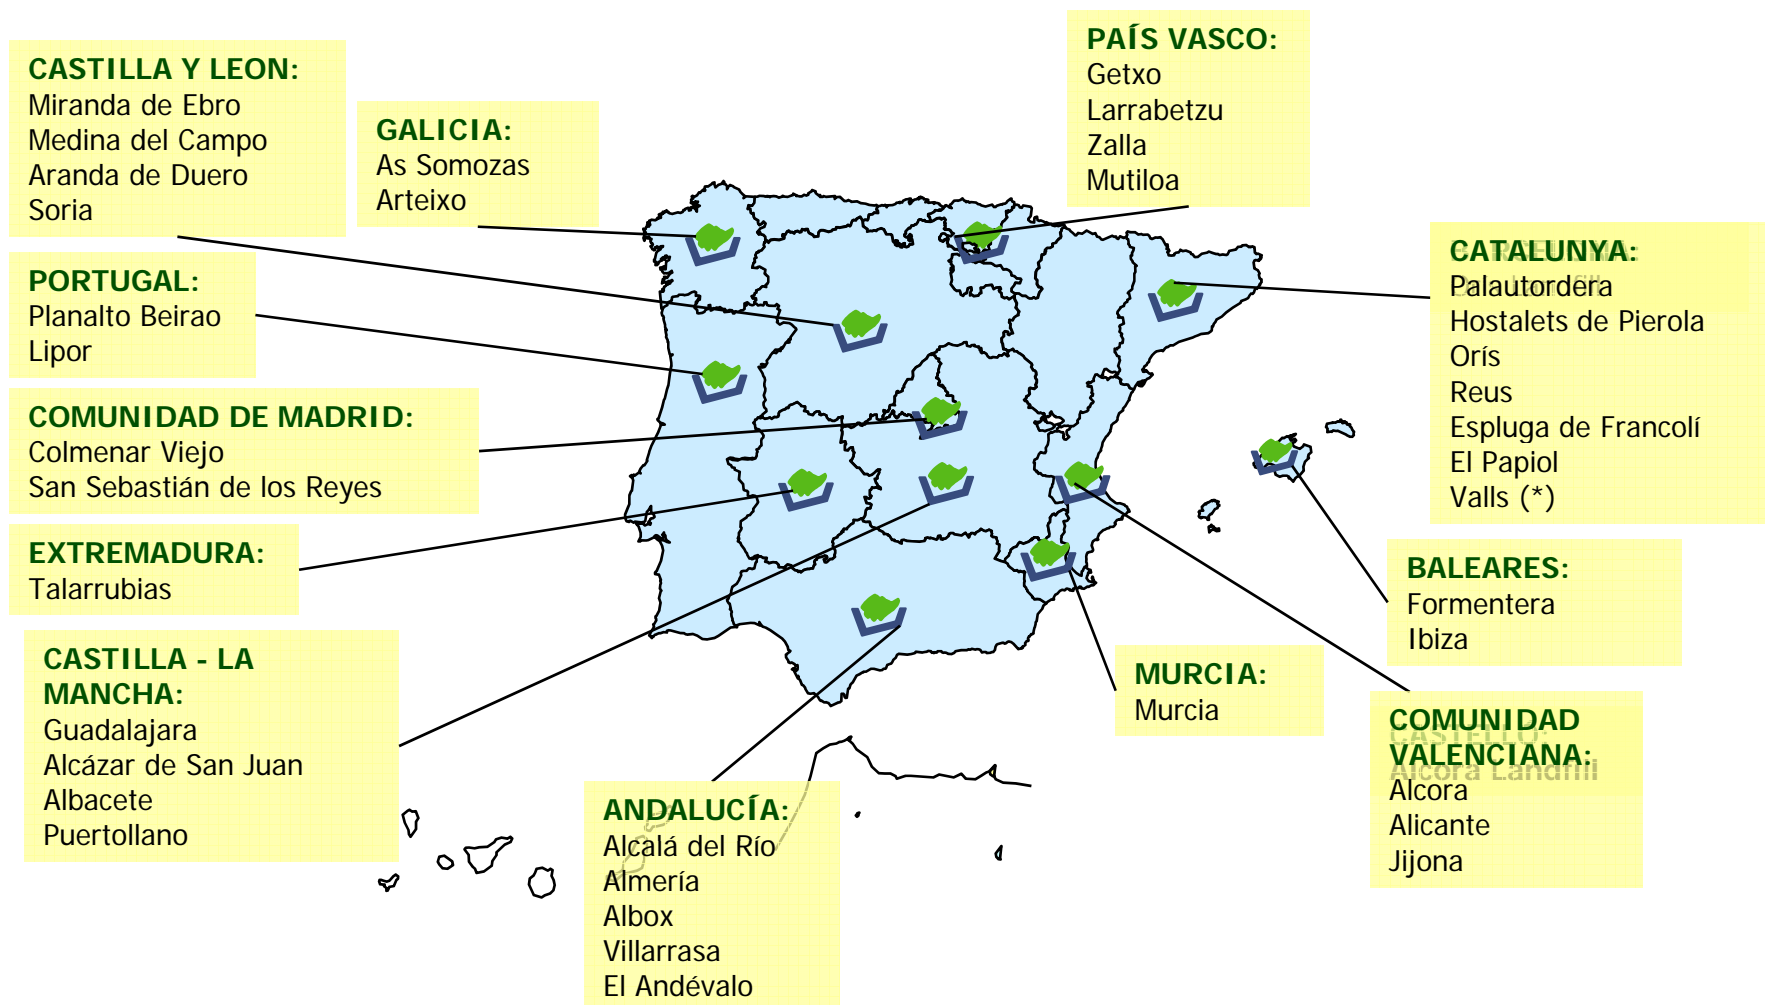 CASTILLA Y LEON:
Miranda de Ebro
Medina del Campo
Aranda de Duero
Soria
GALICIA:
As Somozas
Arteixo
PAÍS VASCO:
Getxo
Larrabetzu
Zalla
Mutiloa
PORTUGAL:
Planalto Beirao
Lipor
CATALUNYA:
Palautordera
Hostalets de Pierola
Orís
Reus
Espluga de Francolí
El Papiol
Valls (*)
COMUNIDAD DE MADRID:
Colmenar Viejo
San Sebastián de los Reyes
EXTREMADURA:
Talarrubias
BALEARES:
Formentera
Ibiza
CASTILLA - LA
MANCHA:
Guadalajara
Alcázar de San Juan
Albacete
Puertollano
MURCIA:
Murcia
COMUNIDAD
CASTELLÓ:
VALENCIANA:
Alcora Landfill
Alcora
Alicante
Jijona
ANDALUCÍA:
Alcalá del Río
Almería
Albox
Villarrasa
El Andévalo